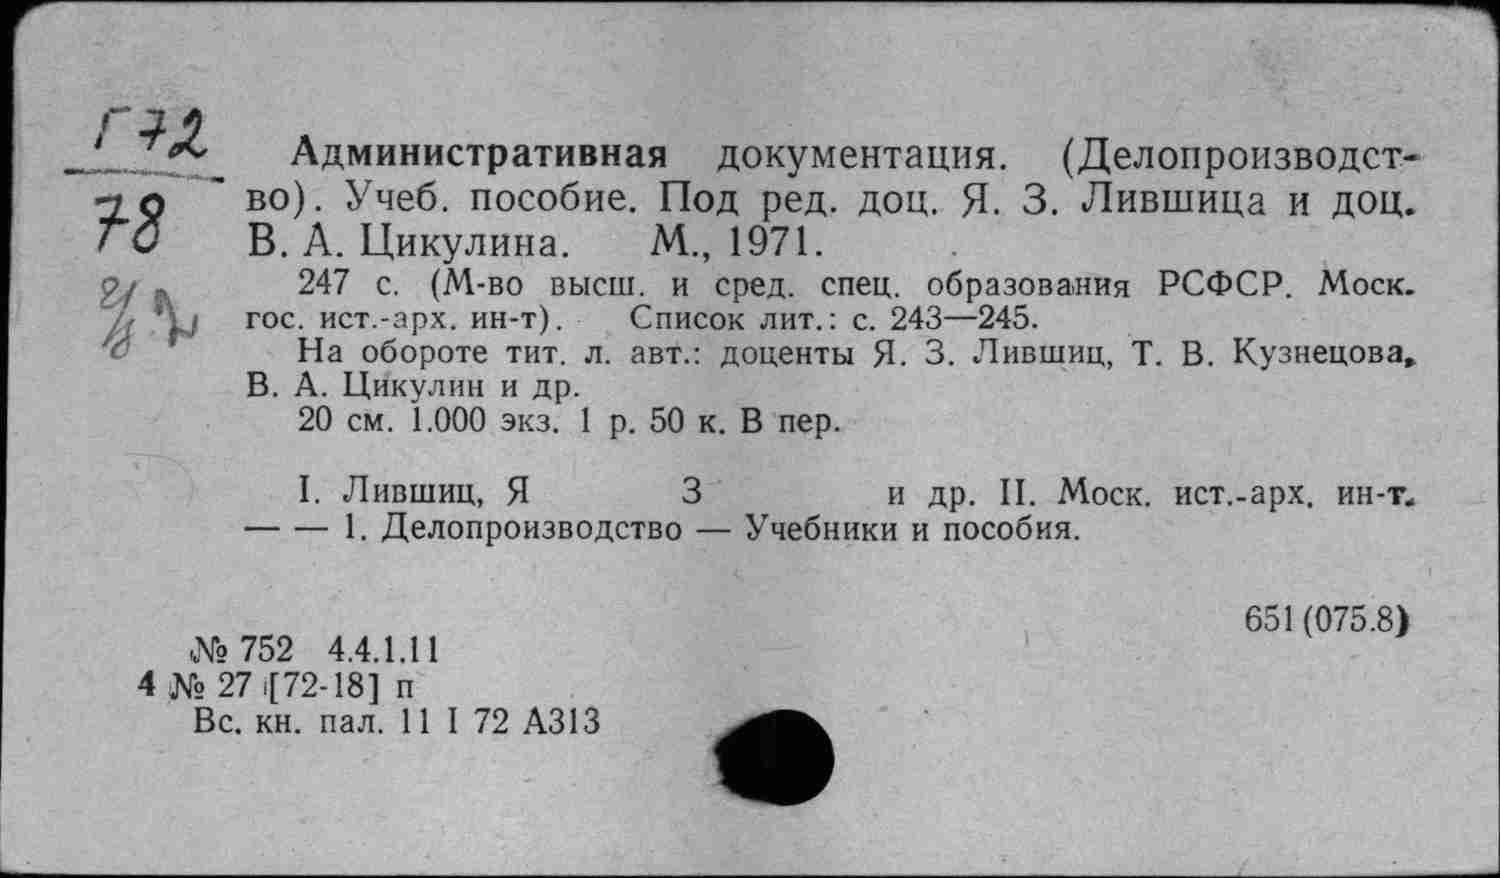 Г72
78
Административная документация. (Делопроизводст-
во). Учеб. пособие. Под ред. доц. Я. З. Лившица и доц.
В. А. Цикулина. М., 1971.
247 с. (М-во высш. и сред. спец. образования РСФСР. Моск.
гос. ист.-арх. ин-т). Список лит.: с. 243—245.
На обороте тит. л. авт.: доценты Я. З. Лившиц, Т. В. Кузнецова,
В. А. Цикулин и др.
20 см. 1.000 экз. 1 р. 50 к. В пер.
I. Лившиц, Я З и др. II. Моск. ист.-арх. ин-т.
— — 1. Делопроизводство — Учебники и пособия.
651 (075.8)
№ 752 4.4.1.11
4 № 27 [72-18] п
Вс. кн. пал. 11 I 72 А313